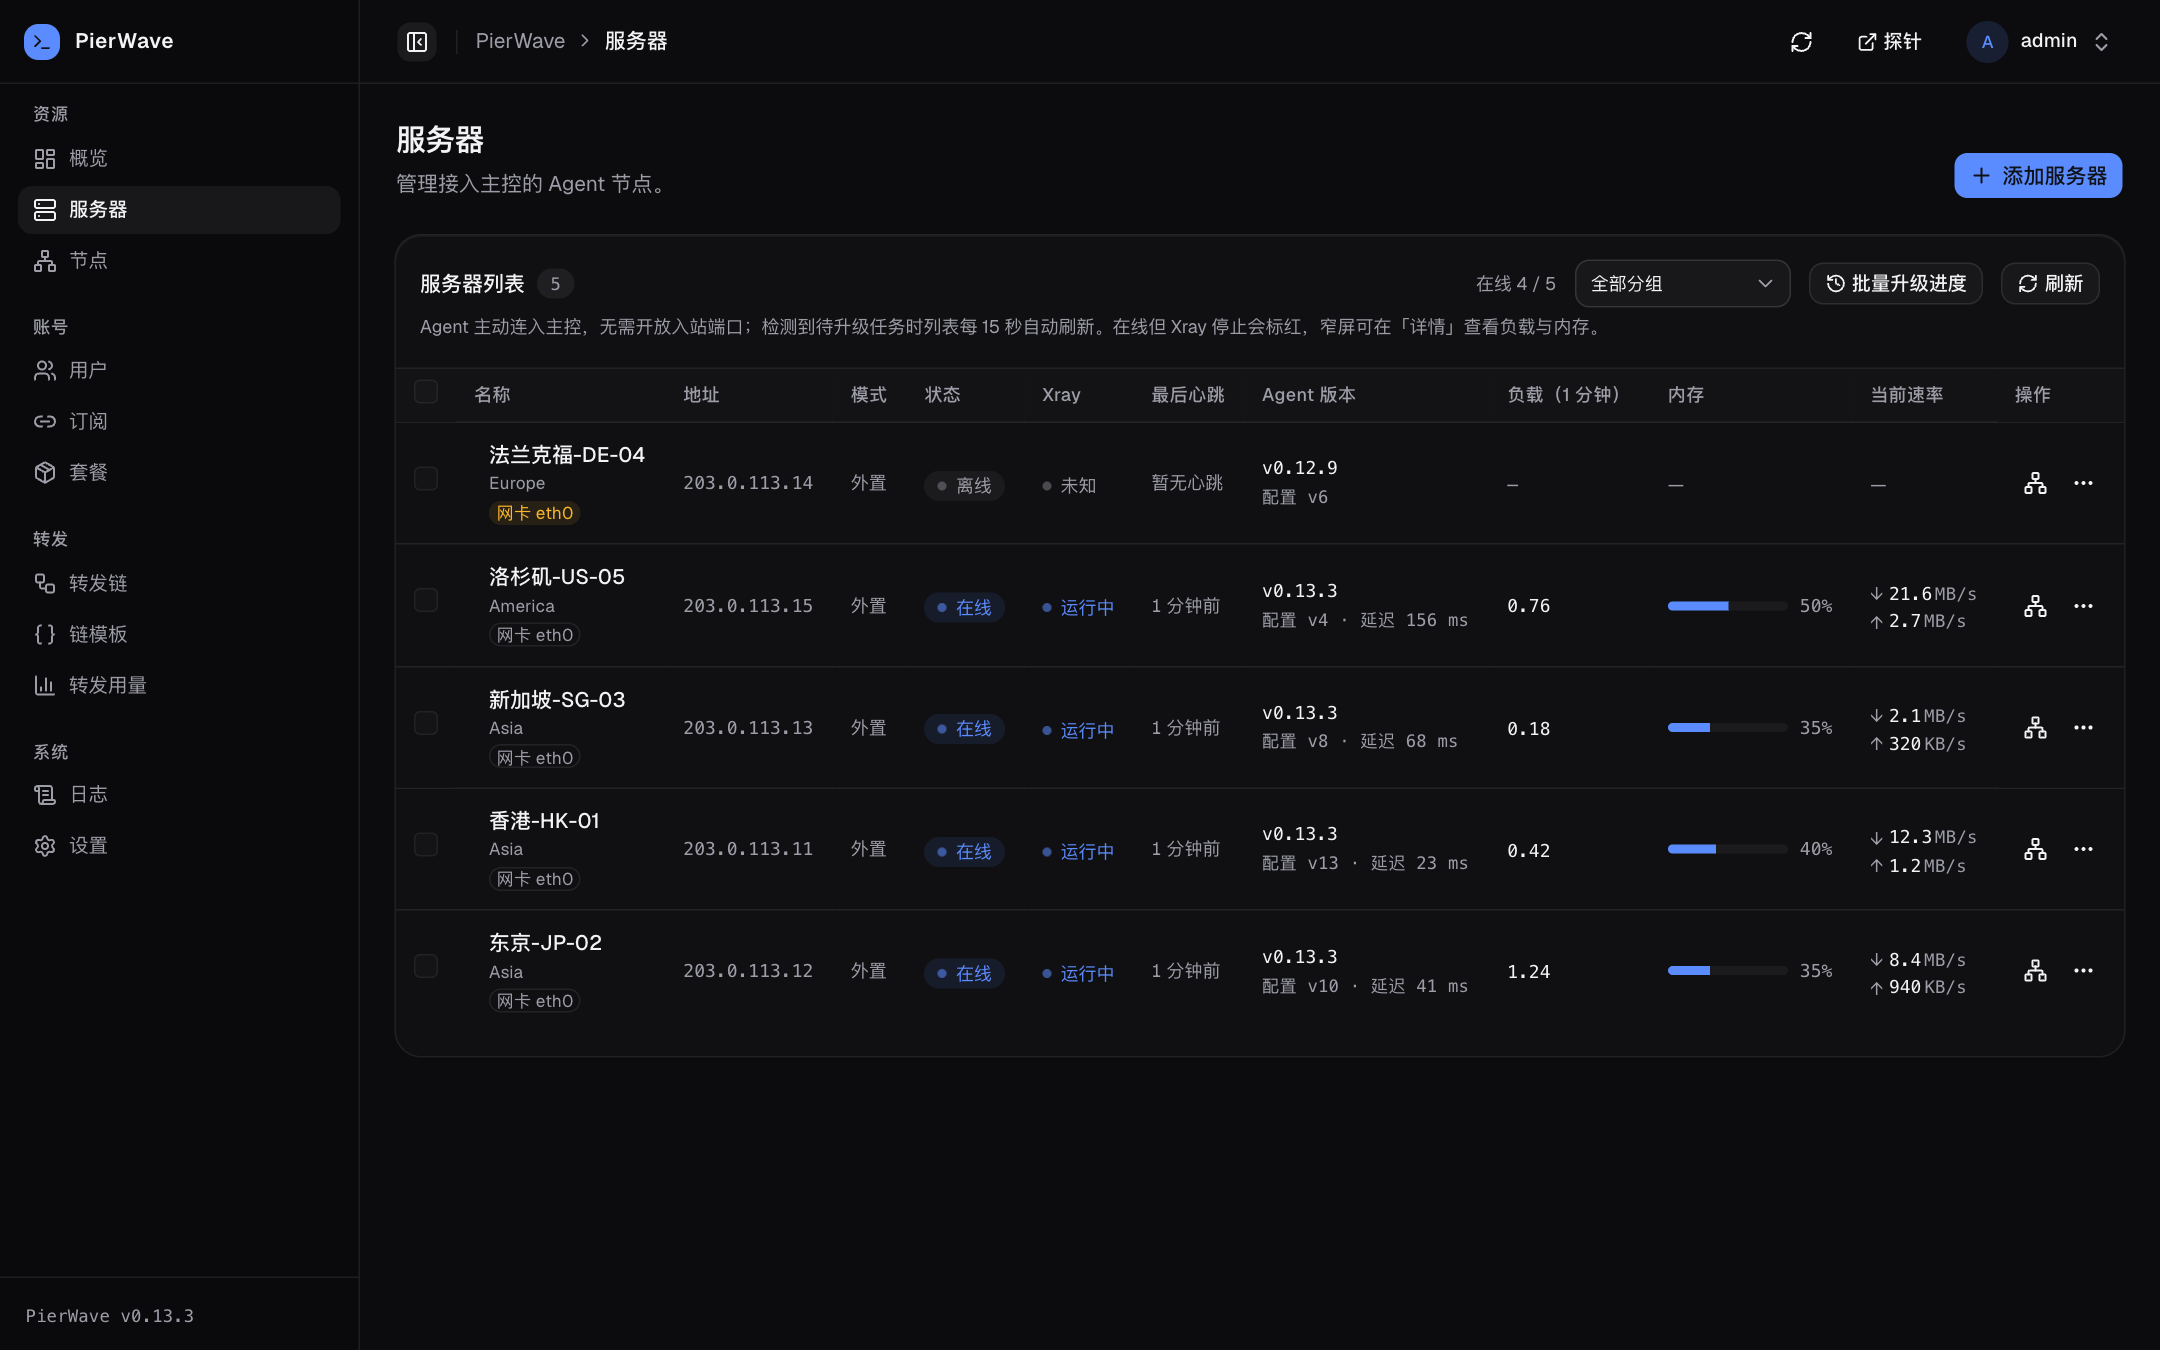 PierWave
PierWave > 服务器
探针
A admin
资源
概览
服务器
节点
账号
用户
订阅
套餐
转发
转发链
链模板
转发用量
系统
日志
设置
PierWave v0.13.3
服务器
管理接入主控的 Agent 节点。
添加服务器
服务器列表 5
在线 4 / 5
全部分组
批量升级进度
刷新
Agent 主动连入主控，无需开放入站端口；检测到待升级任务时列表每 15 秒自动刷新。在线但 Xray 停止会标红，窄屏可在「详情」查看负载与内存。
名称 地址 模式 状态 Xray 最后心跳 Agent 版本 负载（1 分钟） 内存 当前速率 操作
法兰克福-DE-04
Europe
网卡 eth0
203.0.113.14 外置 离线 未知 暂无心跳
v0.12.9
配置 v6
— — —
洛杉矶-US-05
America
网卡 eth0
203.0.113.15 外置 在线 运行中 1 分钟前
v0.13.3
配置 v4 · 延迟 156 ms
0.76 50%
↓ 21.6 MB/s
↑ 2.7 MB/s
新加坡-SG-03
Asia
网卡 eth0
203.0.113.13 外置 在线 运行中 1 分钟前
v0.13.3
配置 v8 · 延迟 68 ms
0.18 35%
↓ 2.1 MB/s
↑ 320 KB/s
香港-HK-01
Asia
网卡 eth0
203.0.113.11 外置 在线 运行中 1 分钟前
v0.13.3
配置 v13 · 延迟 23 ms
0.42 40%
↓ 12.3 MB/s
↑ 1.2 MB/s
东京-JP-02
Asia
网卡 eth0
203.0.113.12 外置 在线 运行中 1 分钟前
v0.13.3
配置 v10 · 延迟 41 ms
1.24 35%
↓ 8.4 MB/s
↑ 940 KB/s